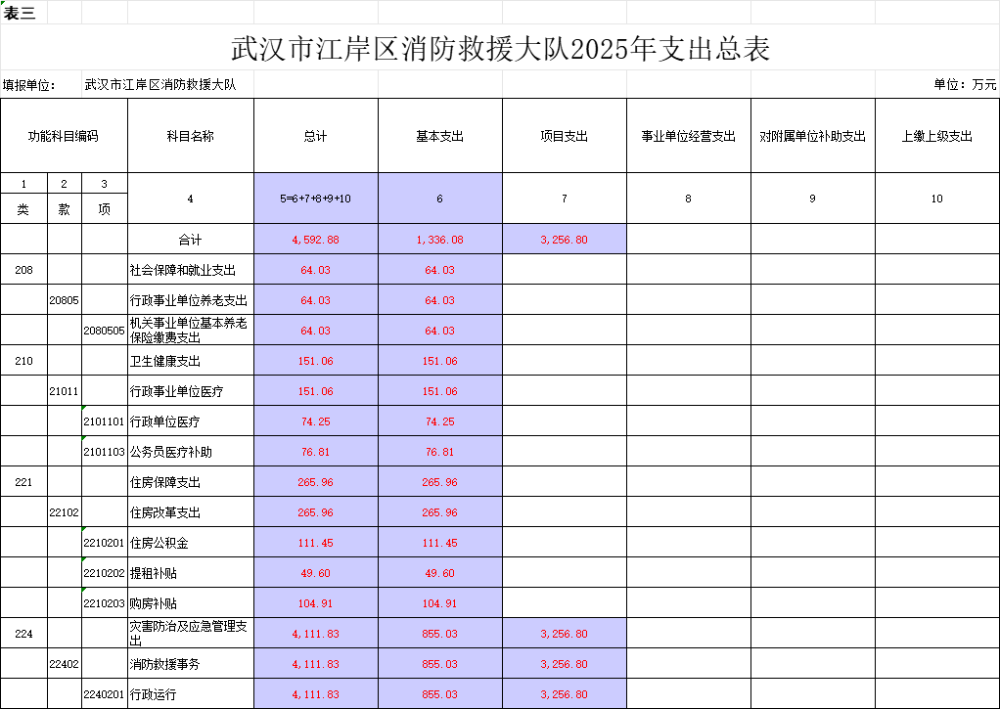 表三
武汉市江岸区消防救援大队2025年支出总表
填报单位: 武汉市江岸区消防救援大队 单位: 万元
功能科目编码 科目名称 总计 基本支出 项目支出 事业单位经营支出 对附属单位补助支出 上缴上级支出
1 2 3 4 5=6+7+8+9+10 6 7 8 9 10
类 款 项
合计 4,592.88 1,336.08 3,256.80
208 社会保障和就业支出 64.03 64.03
20805 行政事业单位养老支出 64.03 64.03
2080505 机关事业单位基本养老
保险缴费支出 64.03 64.03
210 卫生健康支出 151.06 151.06
21011 行政事业单位医疗 151.06 151.06
2101101 行政单位医疗 74.25 74.25
2101103 公务员医疗补助 76.81 76.81
221 住房保障支出 265.96 265.96
22102 住房改革支出 265.96 265.96
2210201 住房公积金 111.45 111.45
2210202 提租补贴 49.60 49.60
2210203 购房补贴 104.91 104.91
224 灾害防治及应急管理支
出 4,111.83 855.03 3,256.80
22402 消防救援事务 4,111.83 855.03 3,256.80
2240201 行政运行 4,111.83 855.03 3,256.80